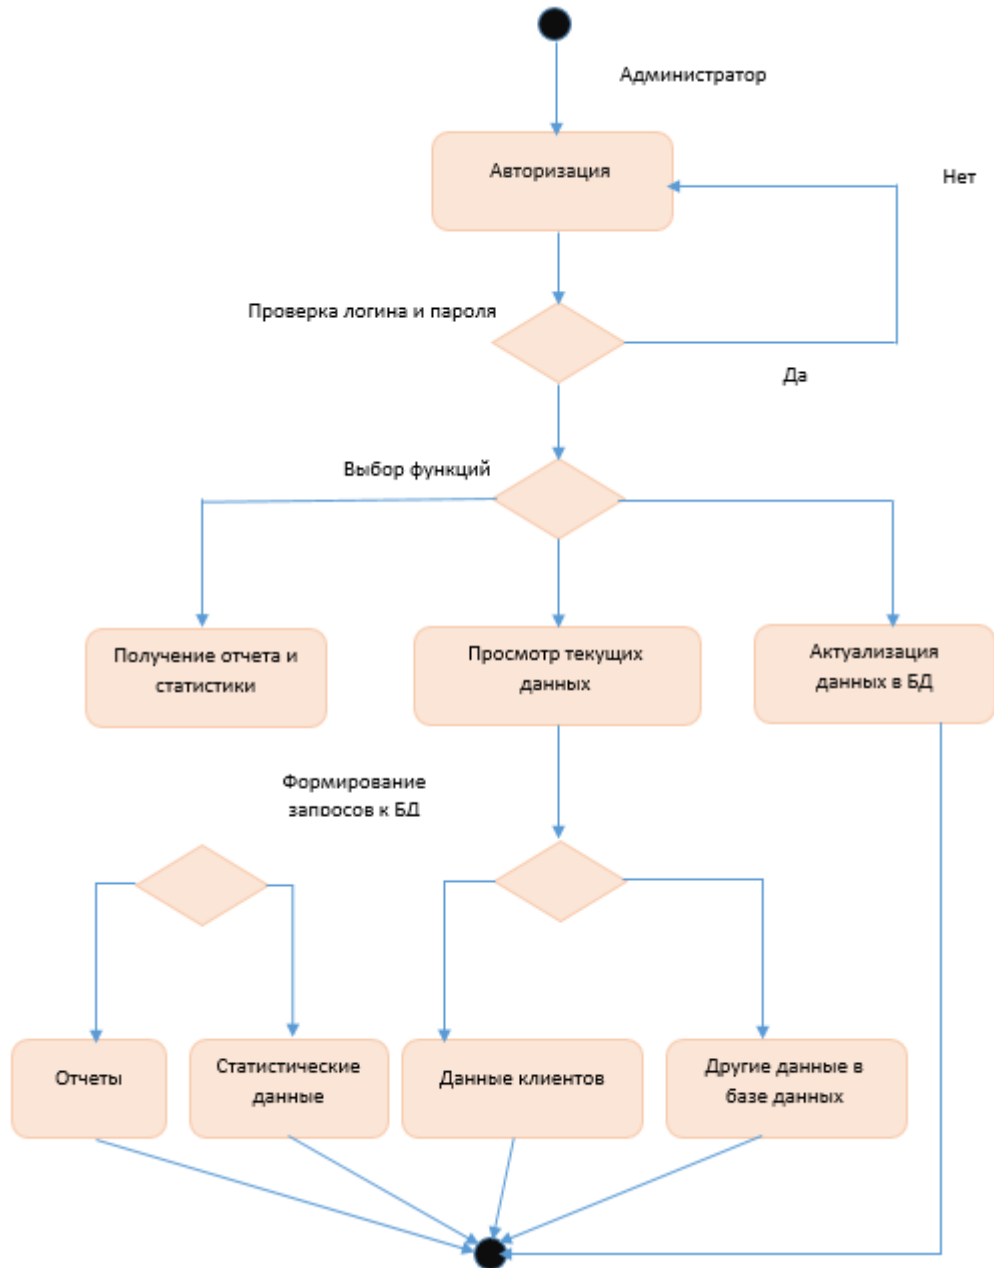 Администратор
Авторизация
Нет
Проверка логина и пароля
Да
Выбор функций
Получение отчета и
статистики
Просмотр текущих
данных
Актуализация
данных в БД
Формирование
запросов к БД
Отчеты
Статистические
данные
Данные клиентов
Другие данные в
базе данных